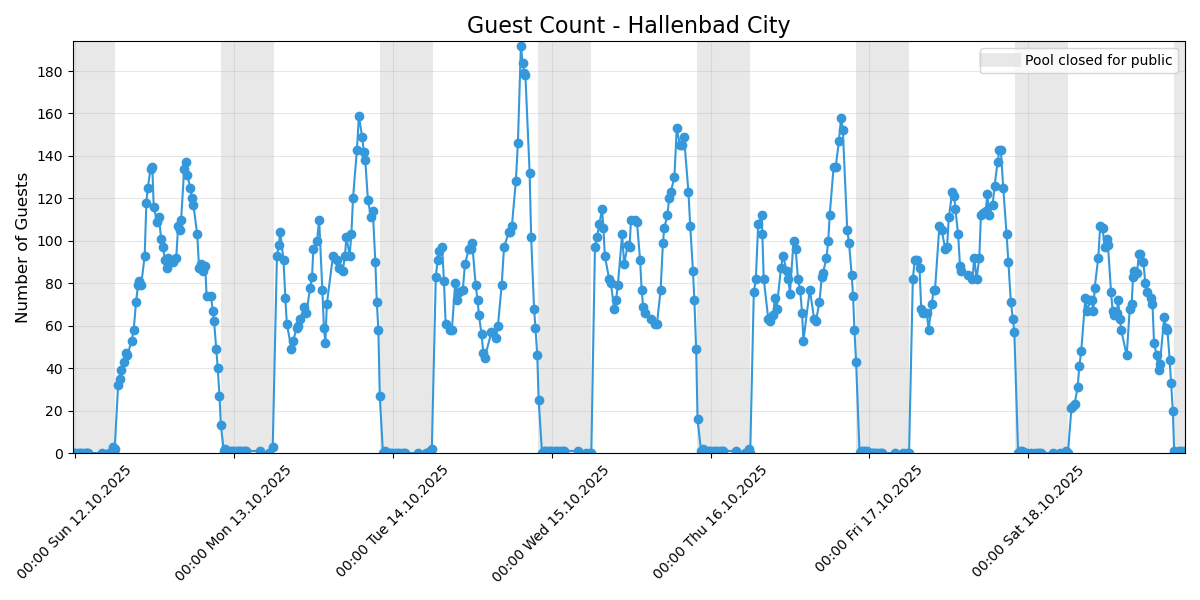 Guest Count - Hallenbad City
Pool closed for public
Number of Guests
180
160
140
120
100
80
60
40
20
0
00:00 Sun 12.10.2025
00:00 Mon 13.10.2025
00:00 Tue 14.10.2025
00:00 Wed 15.10.2025
00:00 Thu 16.10.2025
00:00 Fri 17.10.2025
00:00 Sat 18.10.2025